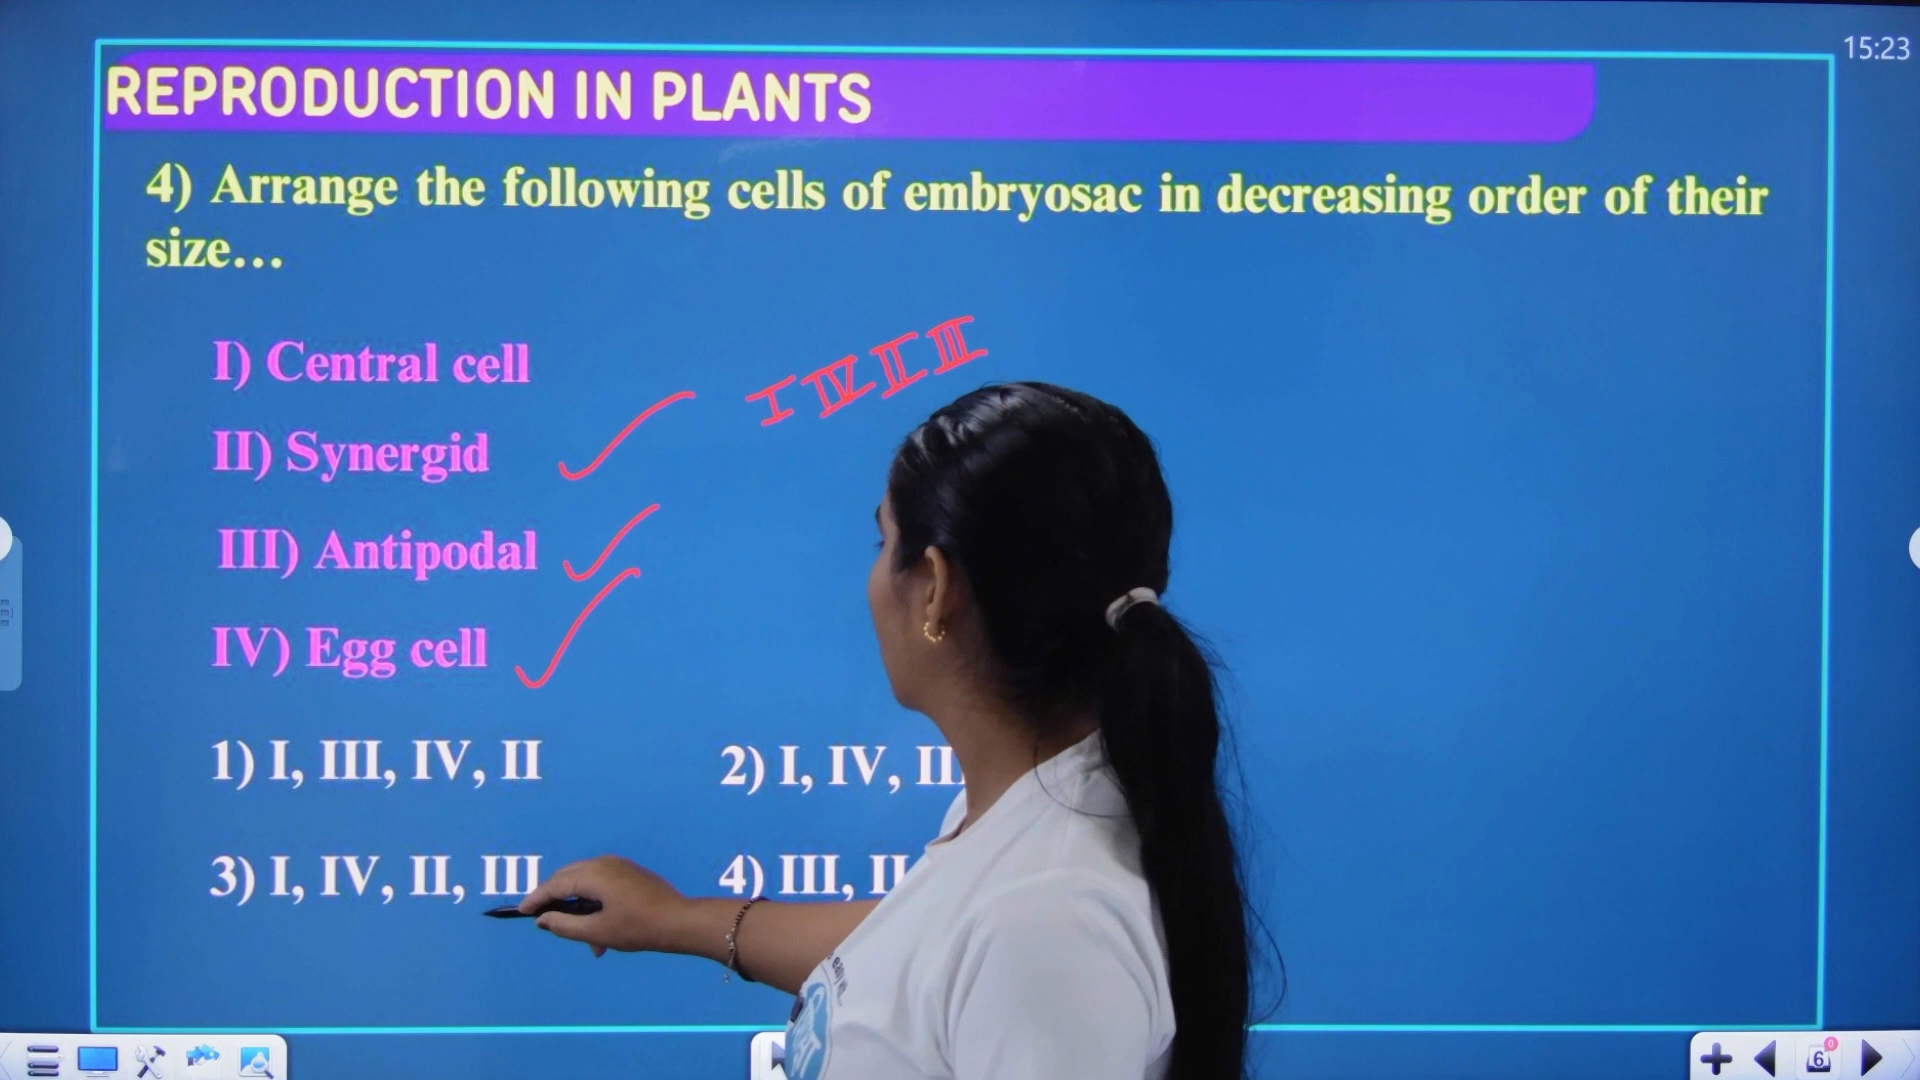 15:23
REPRODUCTION IN PLANTS
4) Arrange the following cells of embryosac in decreasing order of their
size...
I) Central cell
I IV II III
II) Synergid
III) Antipodal
IV) Egg cell
1) I, III, IV, II
2) I, IV,
3) I, IV, II, III
4) III,
6
0